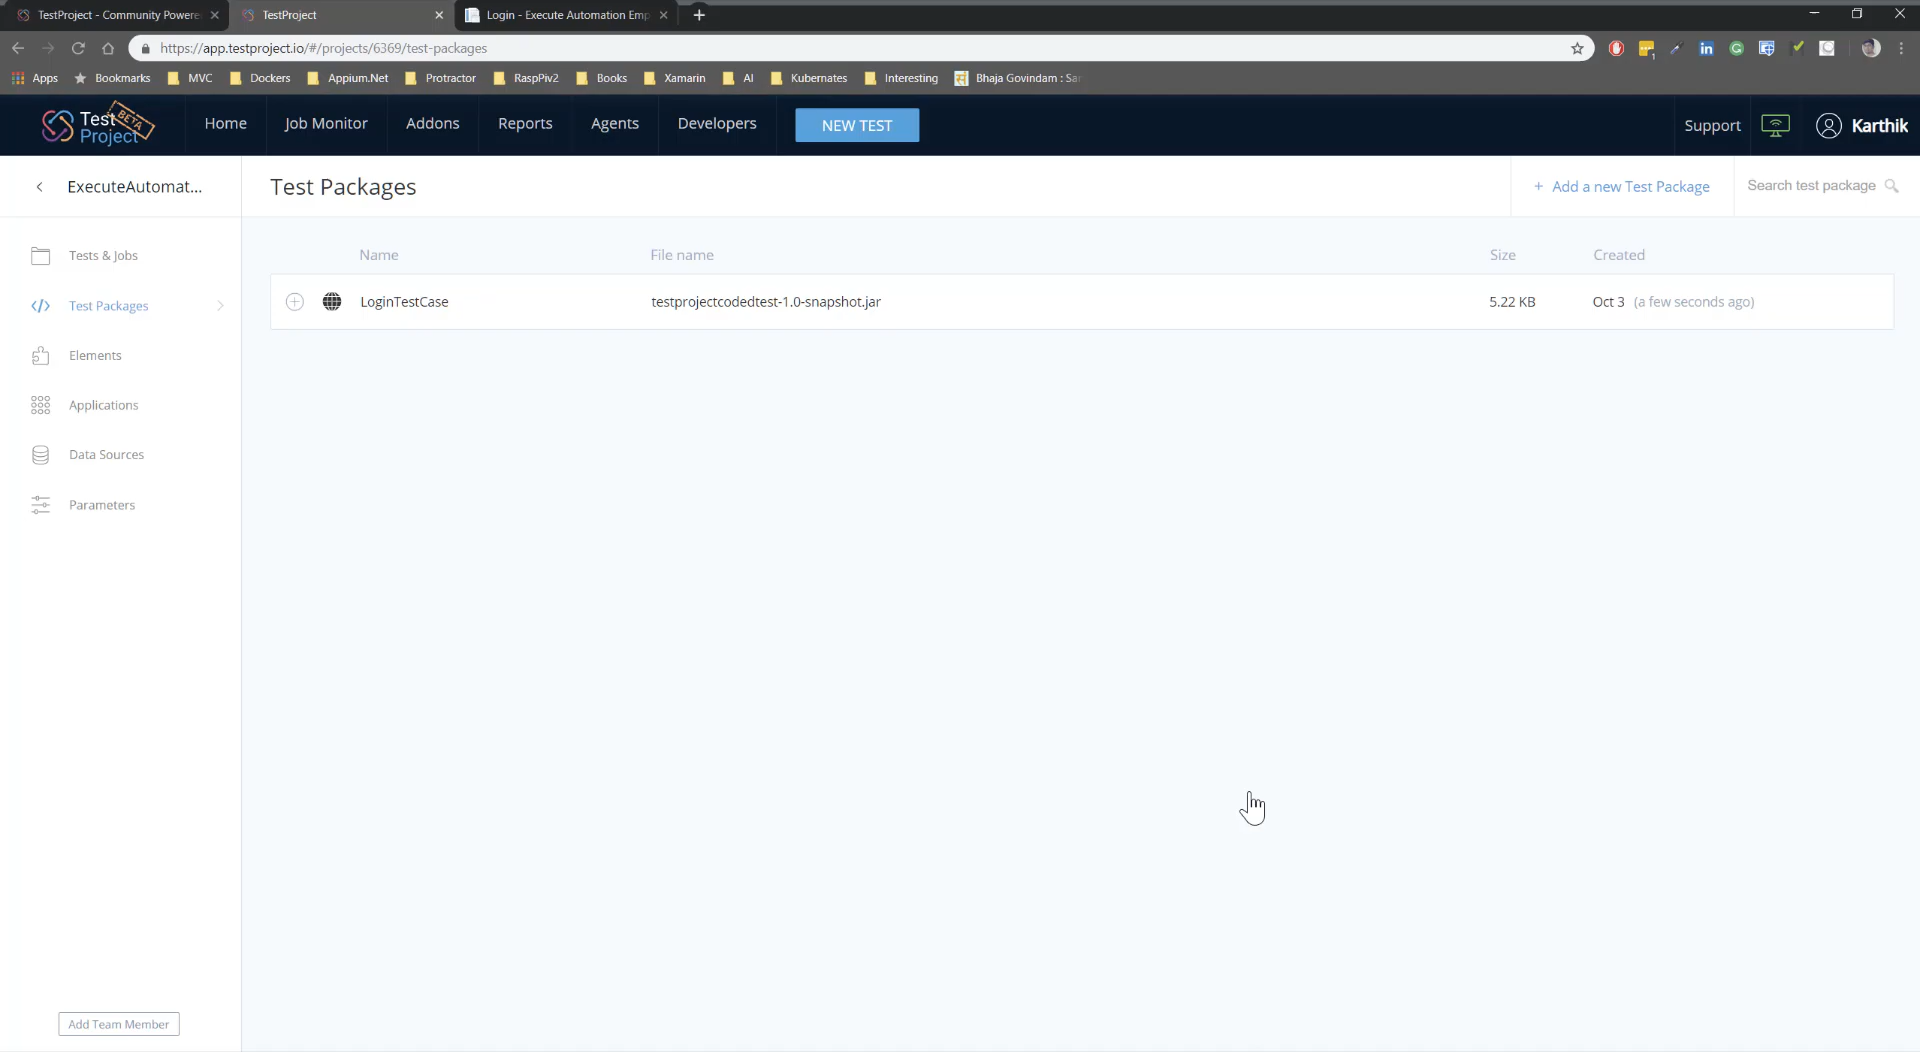 TestProject - Community Powere
TestProject
Login - Execute Automation Emp
https://app.testproject.io/#/projects/6369/test-packages
Apps Bookmarks MVC Dockers Appium.Net Protractor RaspPiv2 Books Xamarin AI Kubernates Interesting Bhaja Govindam : Sa
Test Project BETA
Home Job Monitor Addons Reports Agents Developers NEW TEST Support Karthik
ExecuteAutomat...
Test Packages
+ Add a new Test Package
Search test package
Tests & Jobs
Test Packages
Elements
Applications
Data Sources
Parameters
Add Team Member
Name File name Size Created
LoginTestCase testprojectcodedtest-1.0-snapshot.jar 5.22 KB Oct 3 (a few seconds ago)